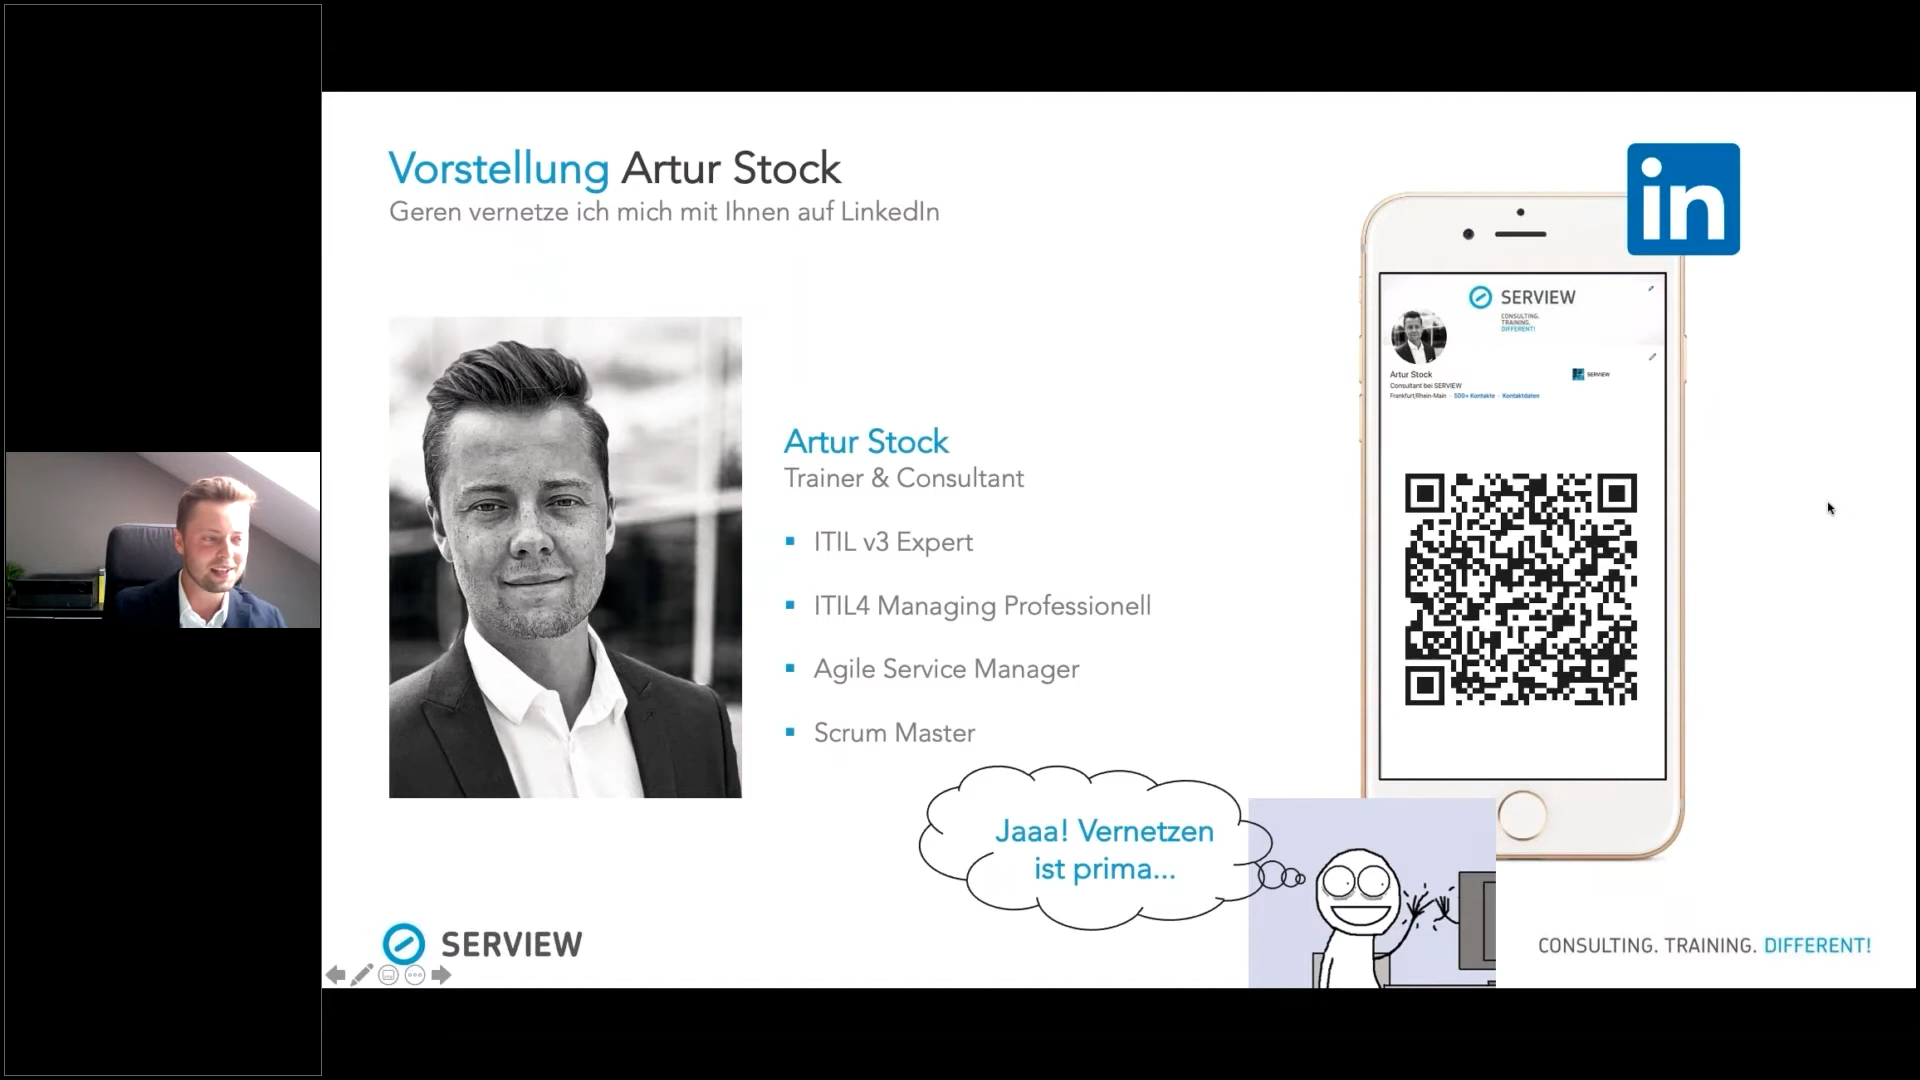 Vorstellung Artur Stock
Geren vernetze ich mich mit Ihnen auf LinkedIn
in
SERVIEW
CONSULTING.
TRAINING.
DIFFERENT!
Artur Stock
SERVIEW
Consultant bei SERVIEW
Frankfurt/Rhein-Main · 500+ Kontakte · Kontaktdaten
Artur Stock
Trainer & Consultant
▪ ITIL v3 Expert
▪ ITIL4 Managing Professionell
▪ Agile Service Manager
▪ Scrum Master
Jaaa! Vernetzen
ist prima...
SERVIEW
CONSULTING. TRAINING. DIFFERENT!